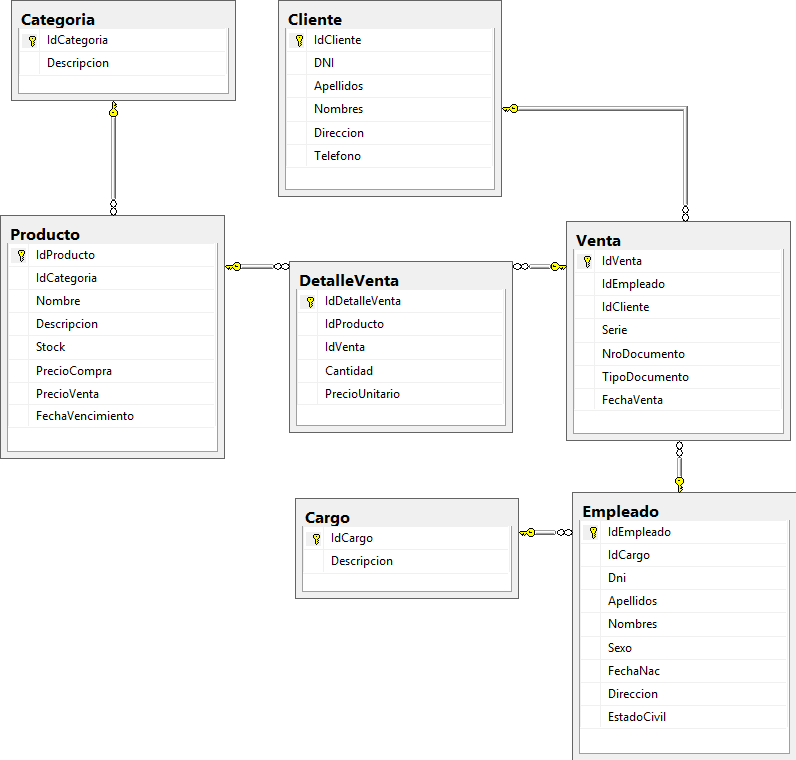 Categoria
IdCategoria
Descripcion
Cliente
IdCliente
DNI
Apellidos
Nombres
Direccion
Telefono
Producto
IdProducto
IdCategoria
Nombre
Descripcion
Stock
PrecioCompra
PrecioVenta
FechaVencimiento
DetalleVenta
IdDetalleVenta
IdProducto
IdVenta
Cantidad
PrecioUnitario
Venta
IdVenta
IdEmpleado
IdCliente
Serie
NroDocumento
TipoDocumento
FechaVenta
Cargo
IdCargo
Descripcion
Empleado
IdEmpleado
IdCargo
Dni
Apellidos
Nombres
Sexo
FechaNac
Direccion
EstadoCivil